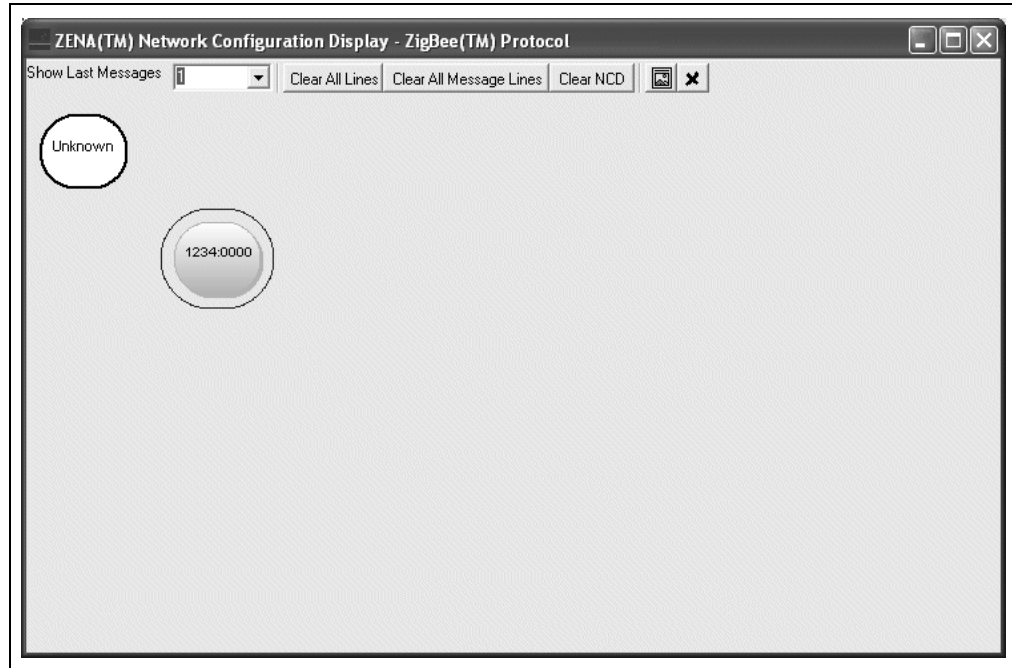 ZENA(TM) Network Configuration Display - ZigBee(TM) Protocol
Show Last Messages 1 Clear All Lines Clear All Message Lines Clear NCD
Unknown
1234:0000